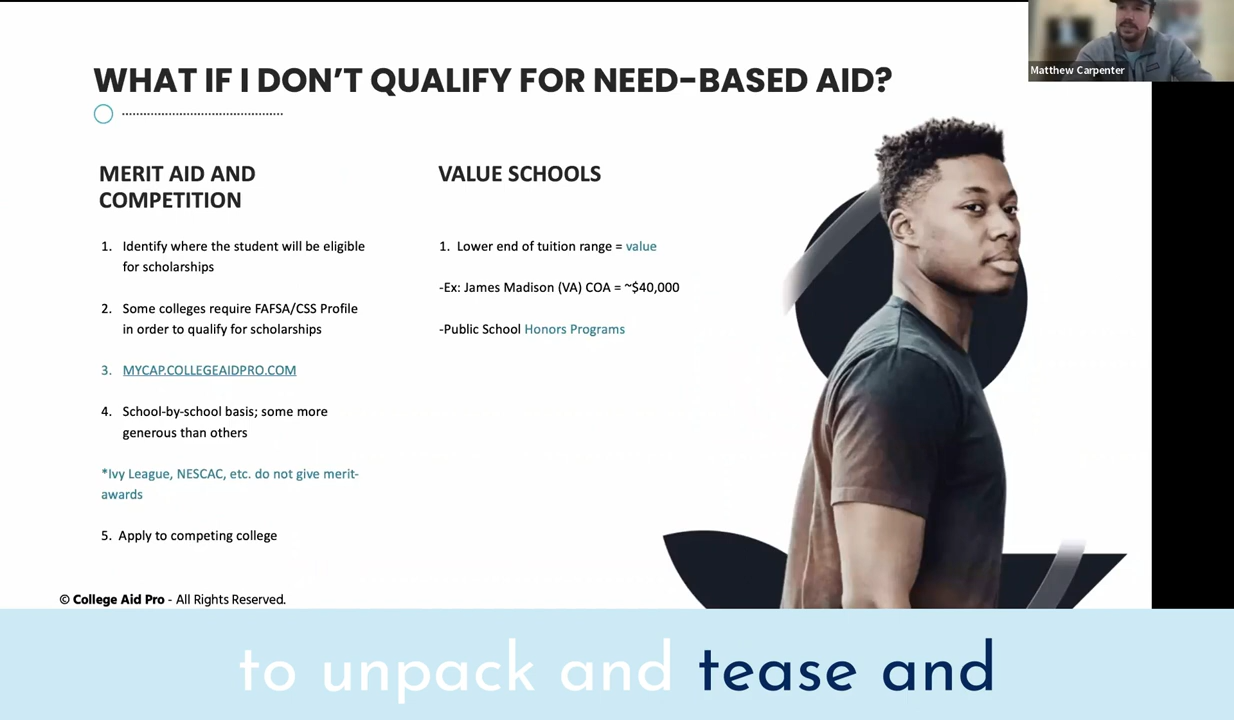 Matthew Carpenter
WHAT IF I DON'T QUALIFY FOR NEED-BASED AID?
MERIT AID AND
COMPETITION
1. Identify where the student will be eligible
for scholarships
2. Some colleges require FAFSA/CSS Profile
in order to qualify for scholarships
3. MYCAP.COLLEGEAIDPRO.COM
4. School-by-school basis; some more
generous than others
*Ivy League, NESCAC, etc. do not give merit-
awards
5. Apply to competing college
VALUE SCHOOLS
1. Lower end of tuition range = value
-Ex: James Madison (VA) COA = ~$40,000
-Public School Honors Programs
© College Aid Pro - All Rights Reserved.
to unpack and tease and